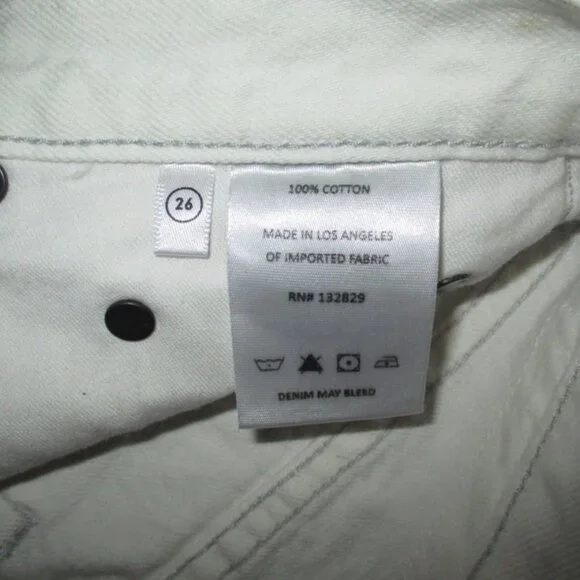 26
100% COTTON
MADE IN LOS ANGELES
OF IMPORTED FABRIC
RN# 132829
DENIM MAY BLEED